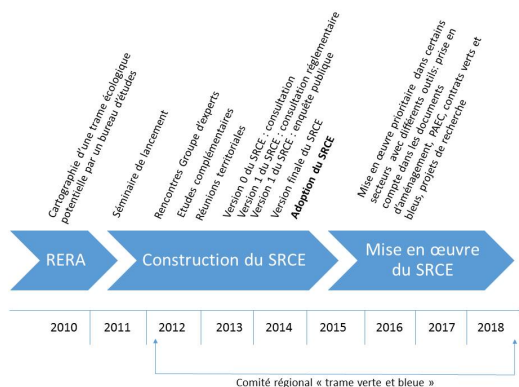 Cartographie d'une trame écologique
potentielle par un bureau d'études
Séminaire de lancement
Rencontres Groupe d'experts
Etudes complémentaires
Réunions territoriales
Version 0 du SRCE : consultation
Version 1 du SRCE : consultation réglementaire
Version 1 du SRCE : enquête publique
Version finale du SRCE
Adoption du SRCE
Mise en œuvre prioritaire dans certains
secteurs avec différents outils: prise en
compte dans les documents
d'aménagement, PAEC, contrats verts et
bleus, projets de recherche
RERA
Construction du SRCE
Mise en œuvre
du SRCE
2010 2011 2012 2013 2014 2015 2016 2017 2018
Comité régional « trame verte et bleue »